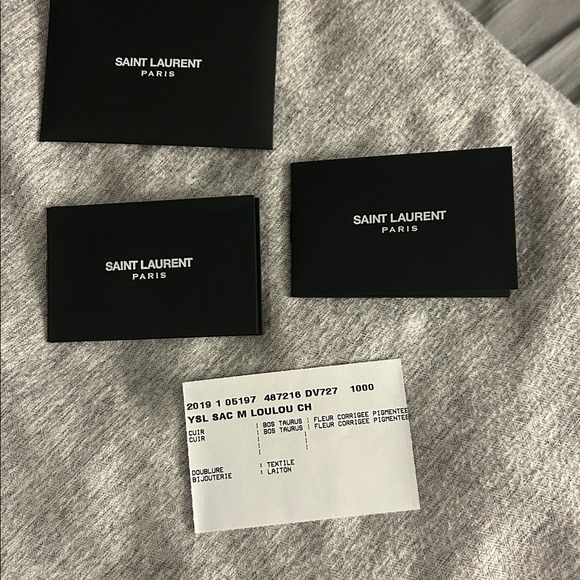 SAINT LAURENT
PARIS
SAINT LAURENT
PARIS
SAINT LAURENT
PARIS
2019 1 05197 487216 DV727 1000
YSL SAC M LOULOU CH
CUIR | BOS TAURUS | FLEUR CORRIGEE PIGMENTEE
CUIR | BOS TAURUS | FLEUR CORRIGEE PIGMENTEE
| |
| |
DOUBLURE : TEXTILE
BIJOUTERIE : LAITON